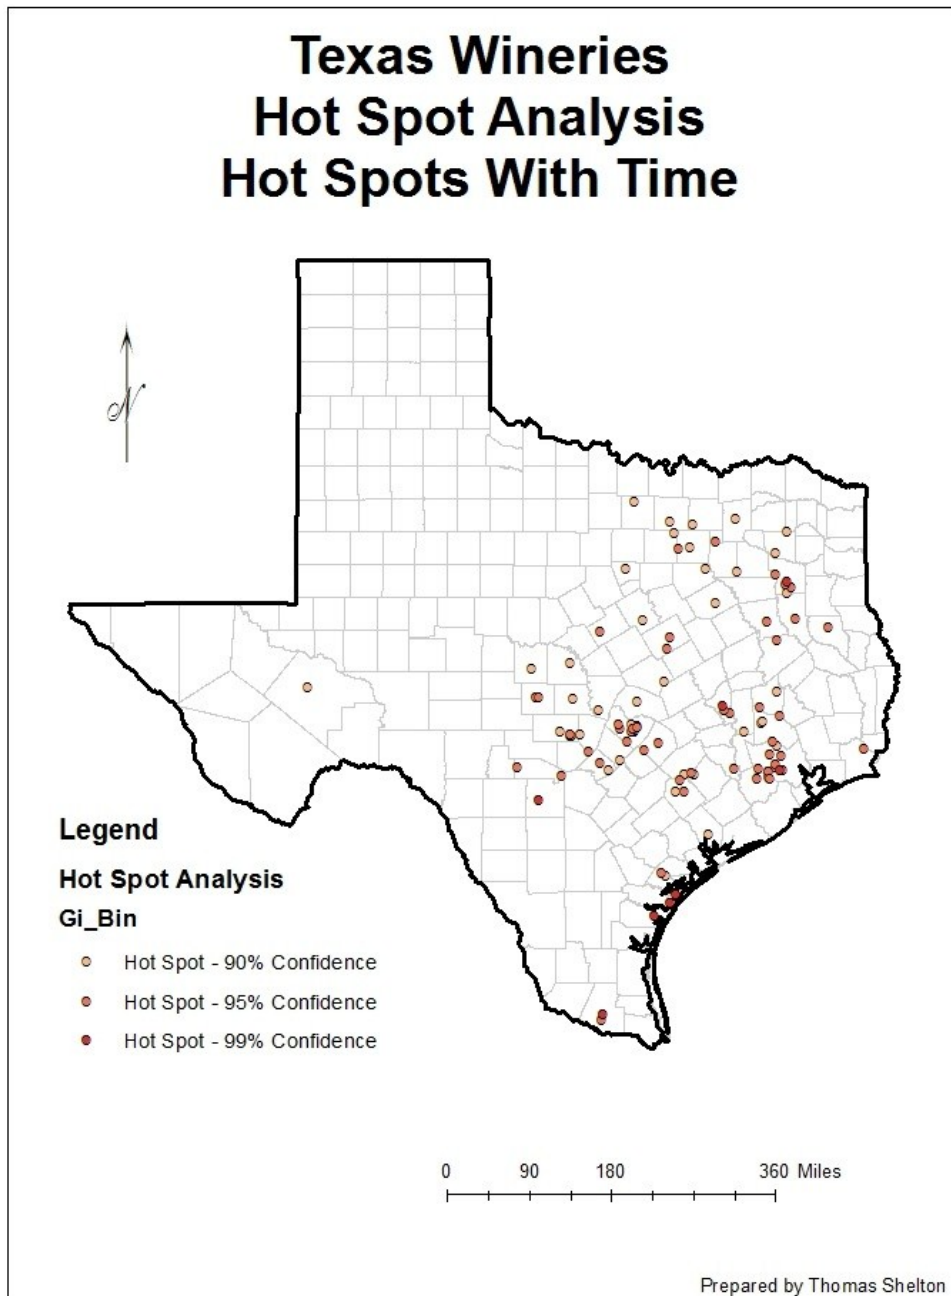 Texas Wineries
Hot Spot Analysis
Hot Spots With Time
N
Legend
Hot Spot Analysis
Gi_Bin
Hot Spot - 90% Confidence
Hot Spot - 95% Confidence
Hot Spot - 99% Confidence
0 90 180 360 Miles
Prepared by Thomas Shelton